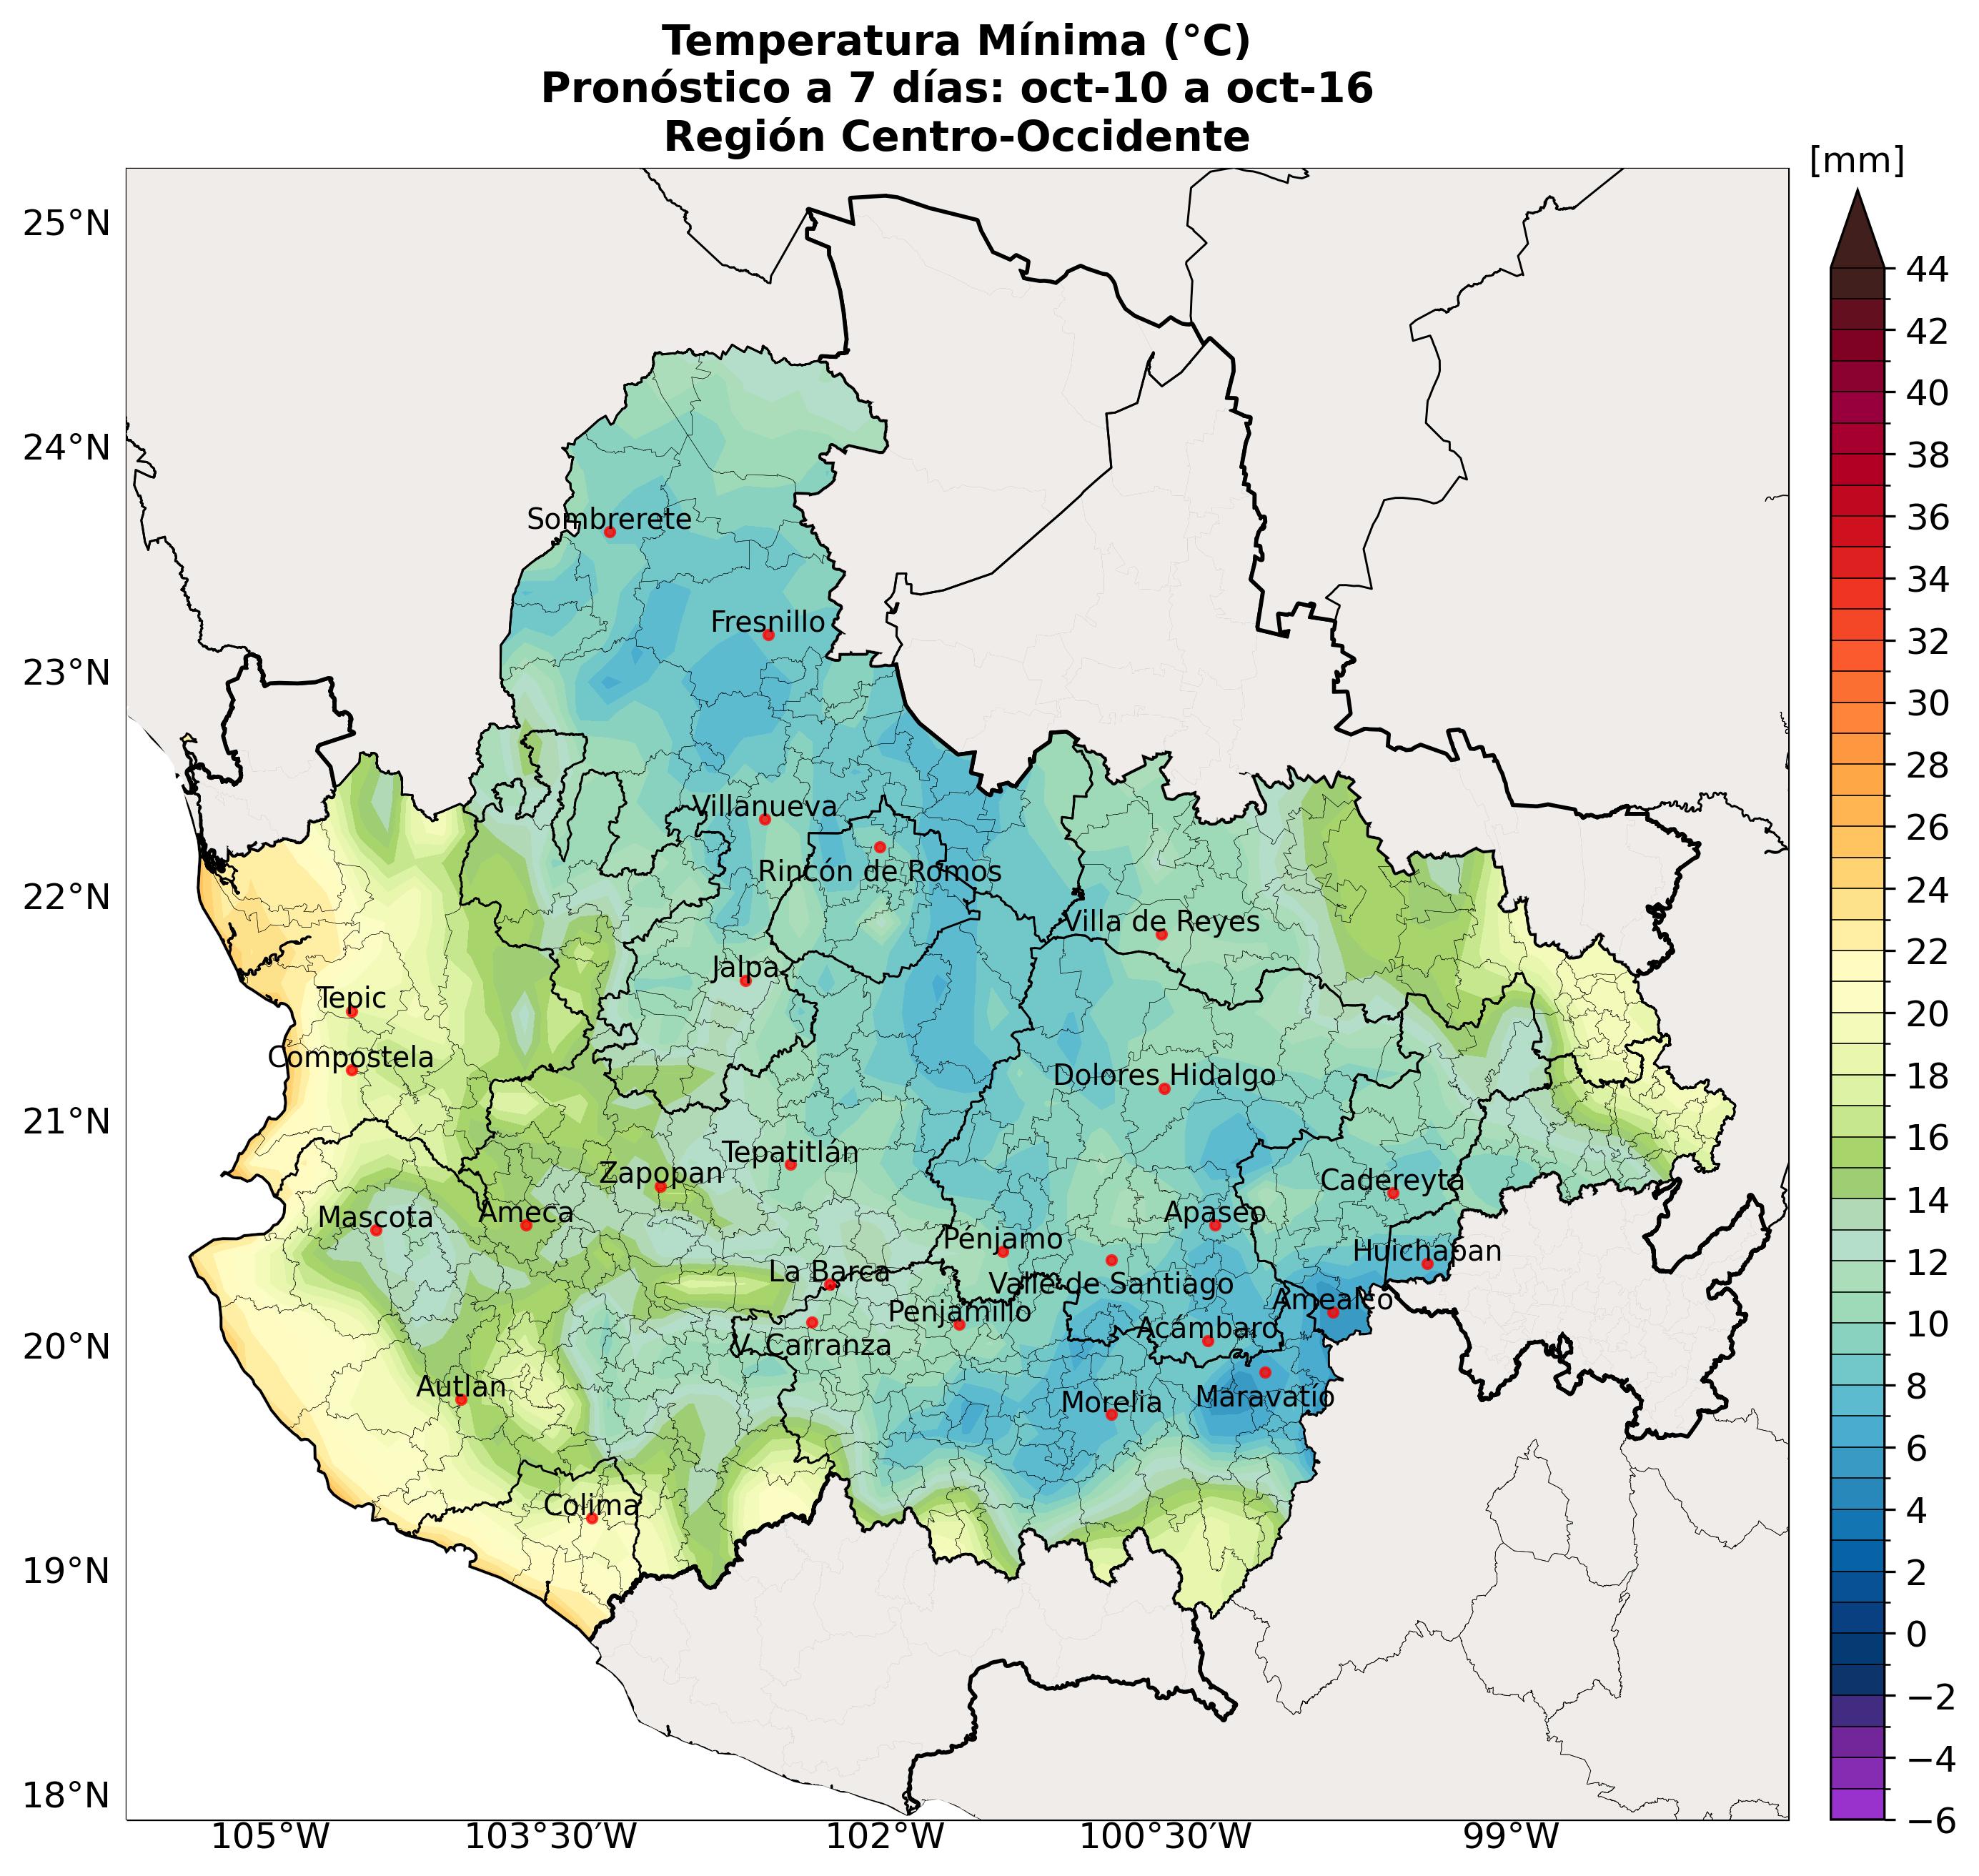 Temperatura Mínima (°C)
Pronóstico a 7 días: oct-10 a oct-16
Región Centro-Occidente
[mm]
25°N
24°N
23°N
22°N
21°N
20°N
19°N
18°N
105°W
103°30′W
102°W
100°30′W
99°W
44
42
40
38
36
34
32
30
28
26
24
22
20
18
16
14
12
10
8
6
4
2
0
−2
−4
−6
Sombrerete
Fresnillo
Villanueva
Rincón de Romos
Villa de Reyes
Jalpa
Tepic
Compostela
Dolores Hidalgo
Tepatitlán
Zapopan
Cadereyta
Mascota
Ameca
Apaseo
Pénjamo
Huichapan
La Barca
Valle de Santiago
Amealco
Penjamillo
Acámbaro
V. Carranza
Autlan
Morelia
Maravatío
Colima